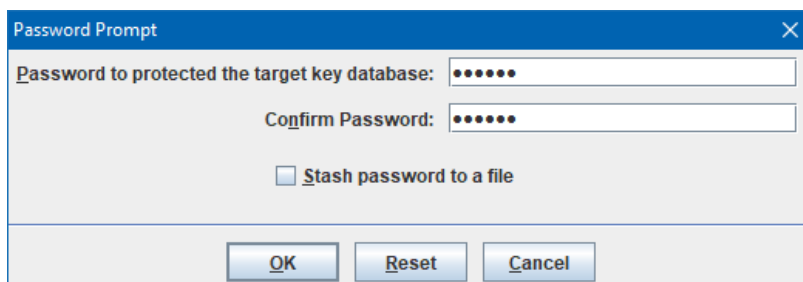 Password Prompt
Password to protected the target key database: ••••••
Confirm Password: ••••••
Stash password to a file
OK Reset Cancel